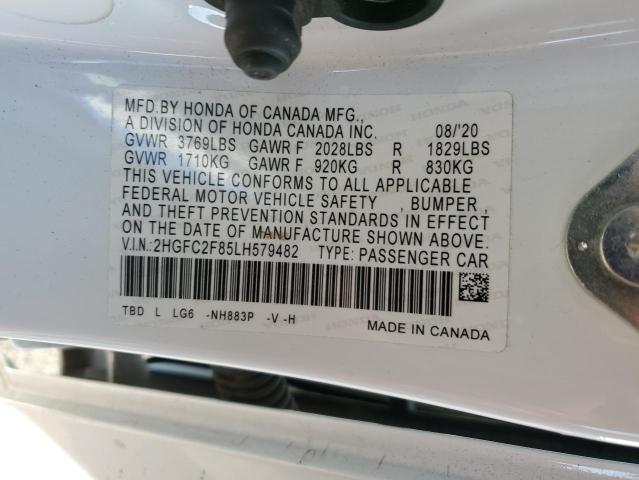 MFD.BY HONDA OF CANADA MFG.,
A DIVISION OF HONDA CANADA INC. 08/'20
GVWR 3769LBS GAWR F 2028LBS R 1829LBS
GVWR 1710KG GAWR F 920KG R 830KG
THIS VEHICLE CONFORMS TO ALL APPLICABLE
FEDERAL MOTOR VEHICLE SAFETY , BUMPER ,
AND THEFT PREVENTION STANDARDS IN EFFECT
ON THE DATE OF MANUFACTURE SHOWN ABOVE.
V.I.N.:2HGFC2F85LH579482 TYPE: PASSENGER CAR
TBD L LG6 -NH883P -V -H
MADE IN CANADA